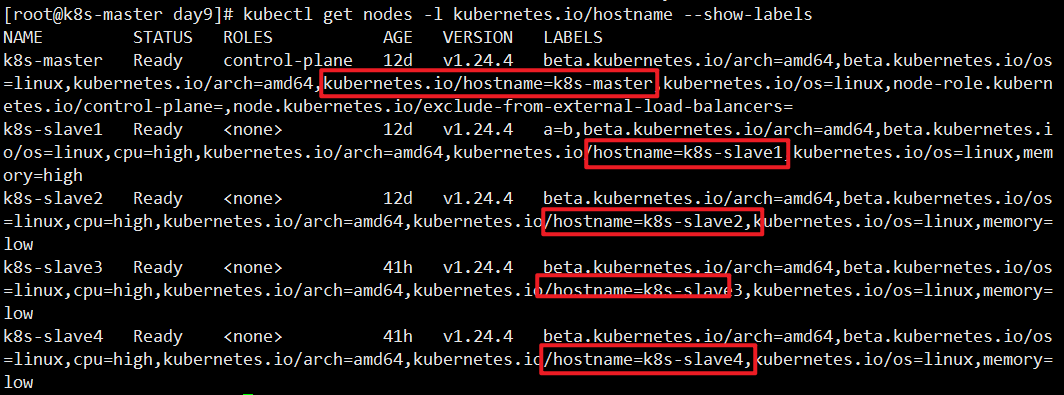 [root@k8s-master day9]# kubectl get nodes -l kubernetes.io/hostname --show-labels
NAME         STATUS   ROLES           AGE   VERSION   LABELS
k8s-master   Ready    control-plane   12d   v1.24.4   beta.kubernetes.io/arch=amd64,beta.kubernetes.io/os
=linux,kubernetes.io/arch=amd64,kubernetes.io/hostname=k8s-master,kubernetes.io/os=linux,node-role.kubern
etes.io/control-plane=,node.kubernetes.io/exclude-from-external-load-balancers=
k8s-slave1   Ready    <none>          12d   v1.24.4   a=b,beta.kubernetes.io/arch=amd64,beta.kubernetes.i
o/os=linux,cpu=high,kubernetes.io/arch=amd64,kubernetes.io/hostname=k8s-slave1,kubernetes.io/os=linux,mem
ory=high
k8s-slave2   Ready    <none>          12d   v1.24.4   beta.kubernetes.io/arch=amd64,beta.kubernetes.io/os
=linux,cpu=high,kubernetes.io/arch=amd64,kubernetes.io/hostname=k8s-slave2,kubernetes.io/os=linux,memory=
low
k8s-slave3   Ready    <none>          41h   v1.24.4   beta.kubernetes.io/arch=amd64,beta.kubernetes.io/os
=linux,cpu=high,kubernetes.io/arch=amd64,kubernetes.io/hostname=k8s-slave3,kubernetes.io/os=linux,memory=
low
k8s-slave4   Ready    <none>          41h   v1.24.4   beta.kubernetes.io/arch=amd64,beta.kubernetes.io/os
=linux,cpu=high,kubernetes.io/arch=amd64,kubernetes.io/hostname=k8s-slave4,kubernetes.io/os=linux,memory=
low